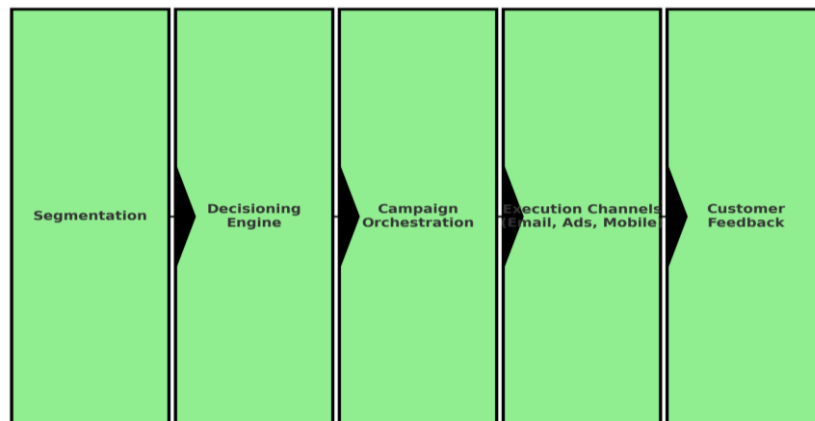 Segmentation
Decisioning
Engine
Campaign
Orchestration
Execution Channels
(Email, Ads, Mobile)
Customer
Feedback